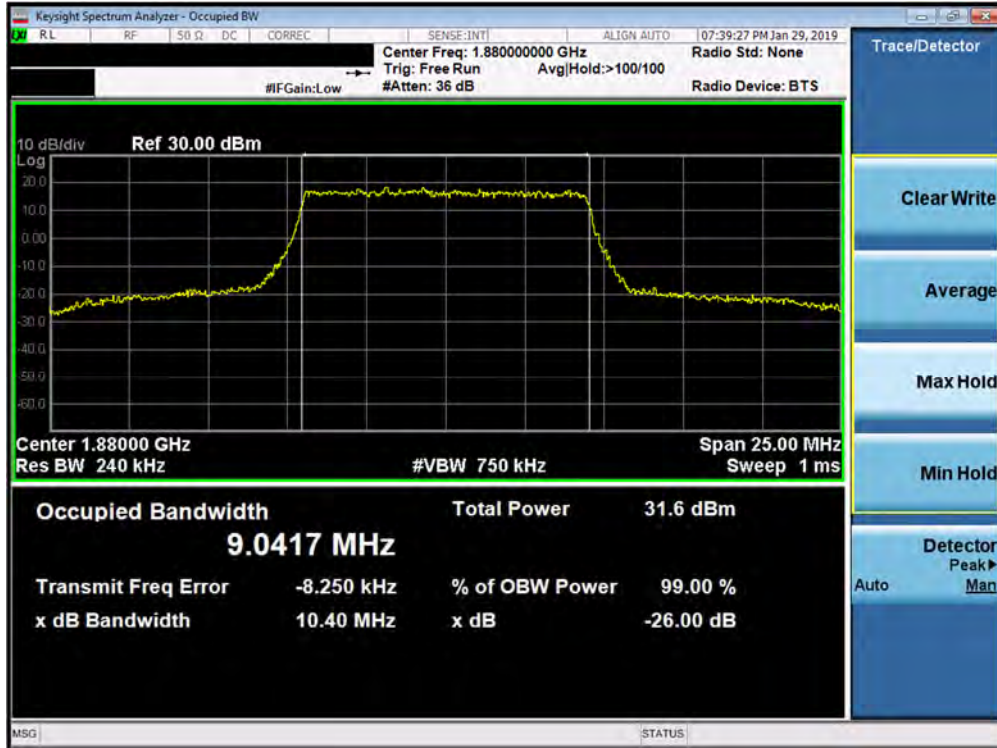 Keysight Spectrum Analyzer - Occupied BW
LXI RL RF 50 Ω DC CORREC SENSE:INT ALIGN AUTO 07:39:27 PM Jan 29, 2019
Center Freq: 1.880000000 GHz Radio Std: None
Trig: Free Run Avg|Hold:>100/100
#IFGain:Low #Atten: 36 dB Radio Device: BTS
10 dB/div Ref 30.00 dBm
Log
20.0
10.0
0.00
-10.0
-20.0
-30.0
-40.0
-50.0
-60.0
Center 1.88000 GHz Span 25.00 MHz
Res BW 240 kHz #VBW 750 kHz Sweep 1 ms
Occupied Bandwidth Total Power 31.6 dBm
9.0417 MHz
Transmit Freq Error -8.250 kHz % of OBW Power 99.00 %
x dB Bandwidth 10.40 MHz x dB -26.00 dB
MSG STATUS
Trace/Detector
Clear Write
Average
Max Hold
Min Hold
Detector
Peak▶
Auto Man